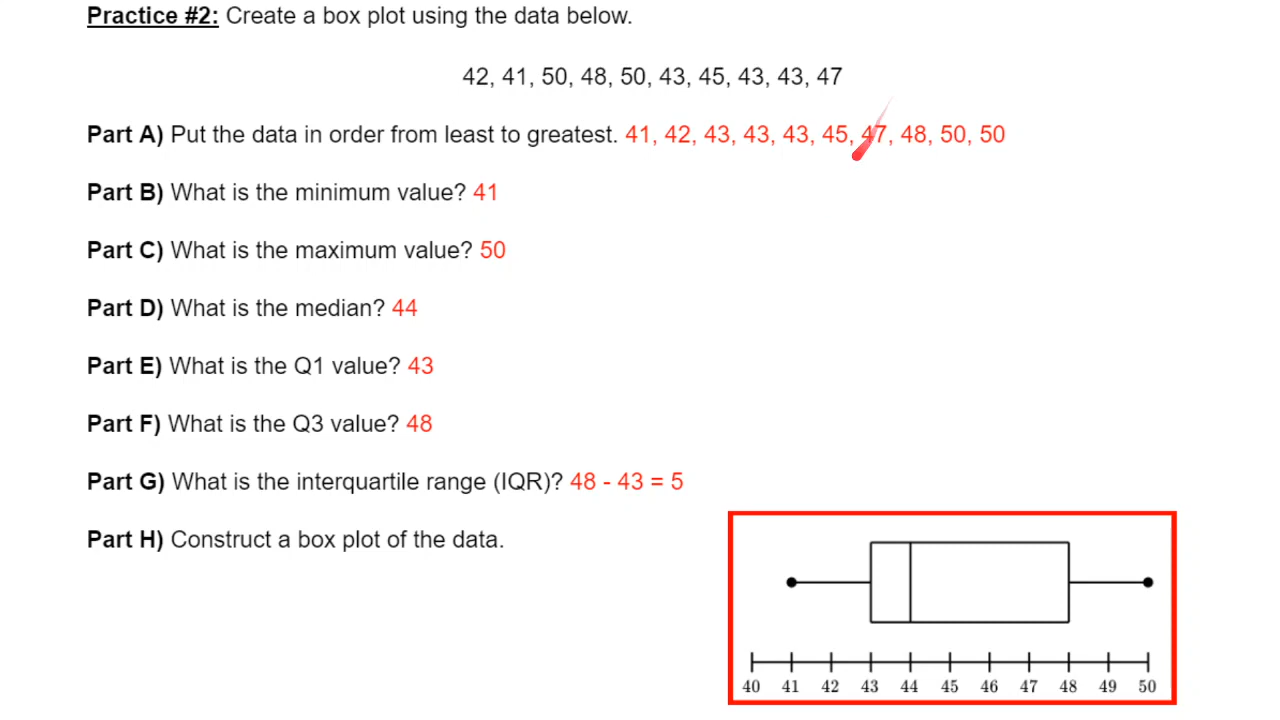 Practice #2: Create a box plot using the data below.
42, 41, 50, 48, 50, 43, 45, 43, 43, 47
Part A) Put the data in order from least to greatest. 41, 42, 43, 43, 43, 45, 47, 48, 50, 50
Part B) What is the minimum value? 41
Part C) What is the maximum value? 50
Part D) What is the median? 44
Part E) What is the Q1 value? 43
Part F) What is the Q3 value? 48
Part G) What is the interquartile range (IQR)? 48 - 43 = 5
Part H) Construct a box plot of the data.
40 41 42 43 44 45 46 47 48 49 50